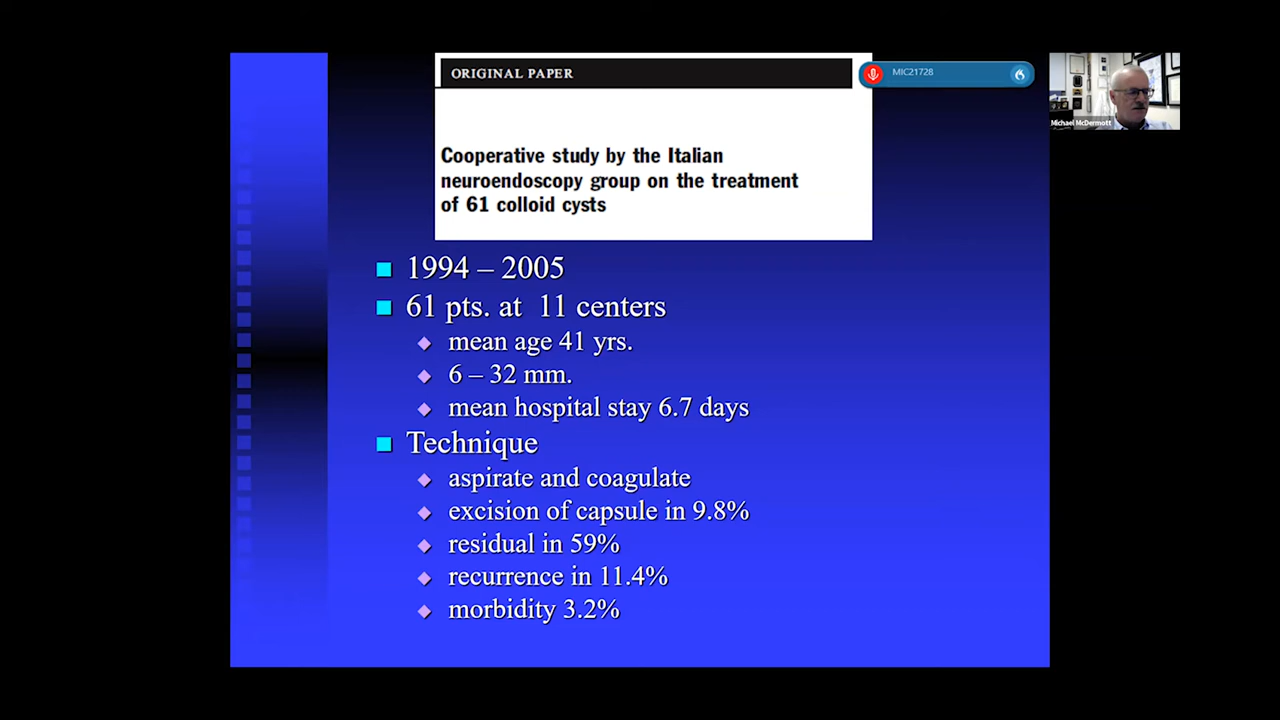 ORIGINAL PAPER
MIC21728
Michael McDermott
Cooperative study by the Italian
neuroendoscopy group on the treatment
of 61 colloid cysts
1994 – 2005
61 pts. at 11 centers
mean age 41 yrs.
6 – 32 mm.
mean hospital stay 6.7 days
Technique
aspirate and coagulate
excision of capsule in 9.8%
residual in 59%
recurrence in 11.4%
morbidity 3.2%